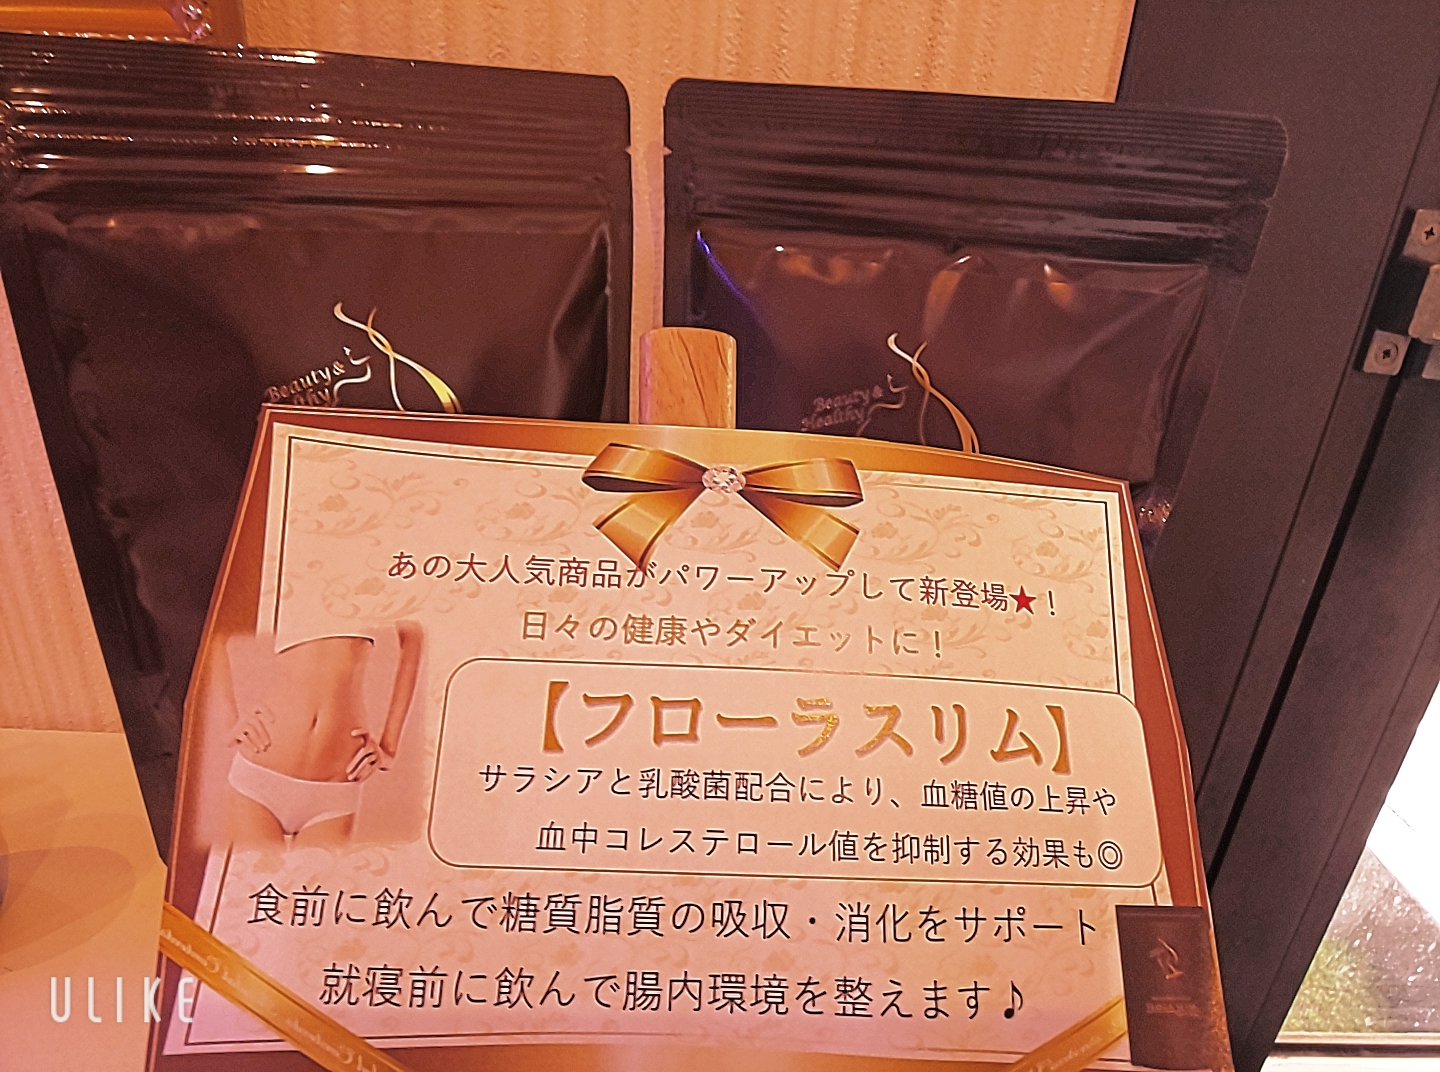 Beauty &
Healthy
Beauty &
Healthy
あの大人気商品がパワーアップして新登場★！
日々の健康やダイエットに！
【フローラスリム】
サラシアと乳酸菌配合により、血糖値の上昇や
血中コレステロール値を抑制する効果も◎
食前に飲んで糖質脂質の吸収・消化をサポート
就寝前に飲んで腸内環境を整えます♪
ULIKE